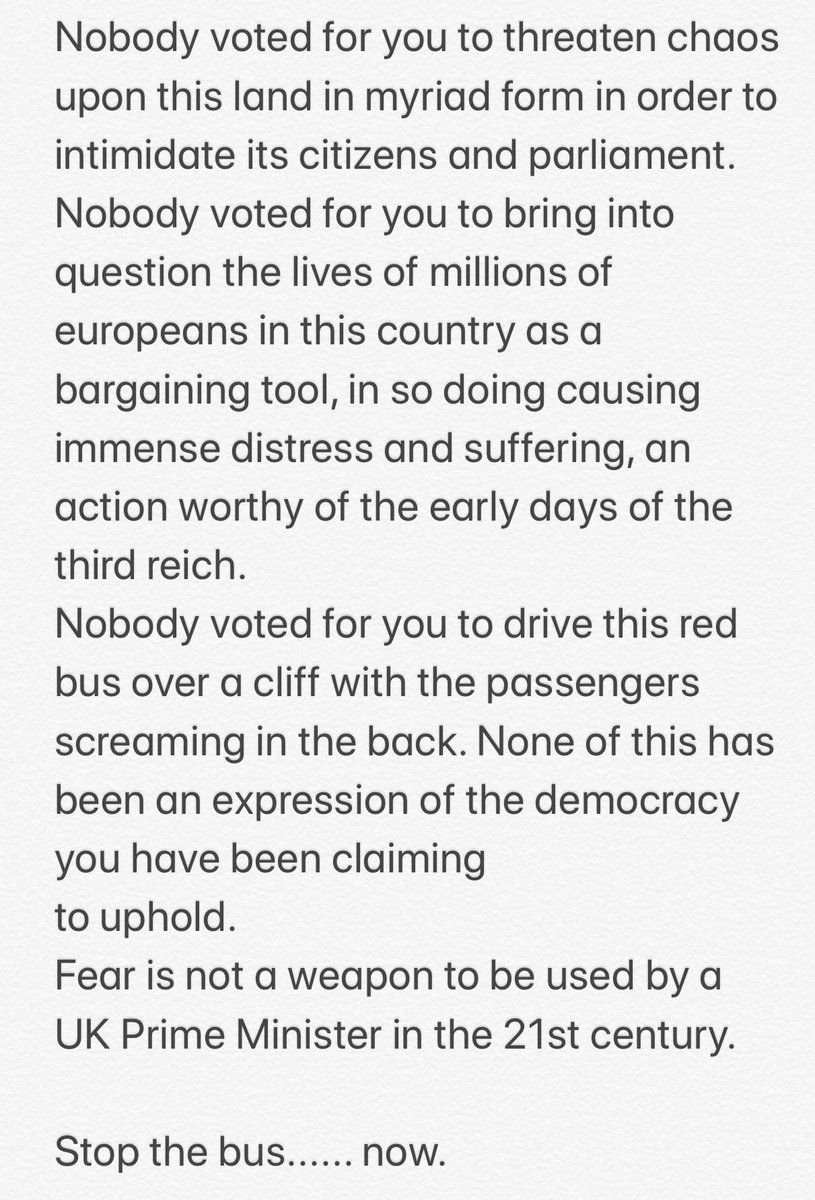 Nobody voted for you to threaten chaos
upon this land in myriad form in order to
intimidate its citizens and parliament.
Nobody voted for you to bring into
question the lives of millions of
europeans in this country as a
bargaining tool, in so doing causing
immense distress and suffering, an
action worthy of the early days of the
third reich.
Nobody voted for you to drive this red
bus over a cliff with the passengers
screaming in the back. None of this has
been an expression of the democracy
you have been claiming
to uphold.
Fear is not a weapon to be used by a
UK Prime Minister in the 21st century.
Stop the bus...... now.